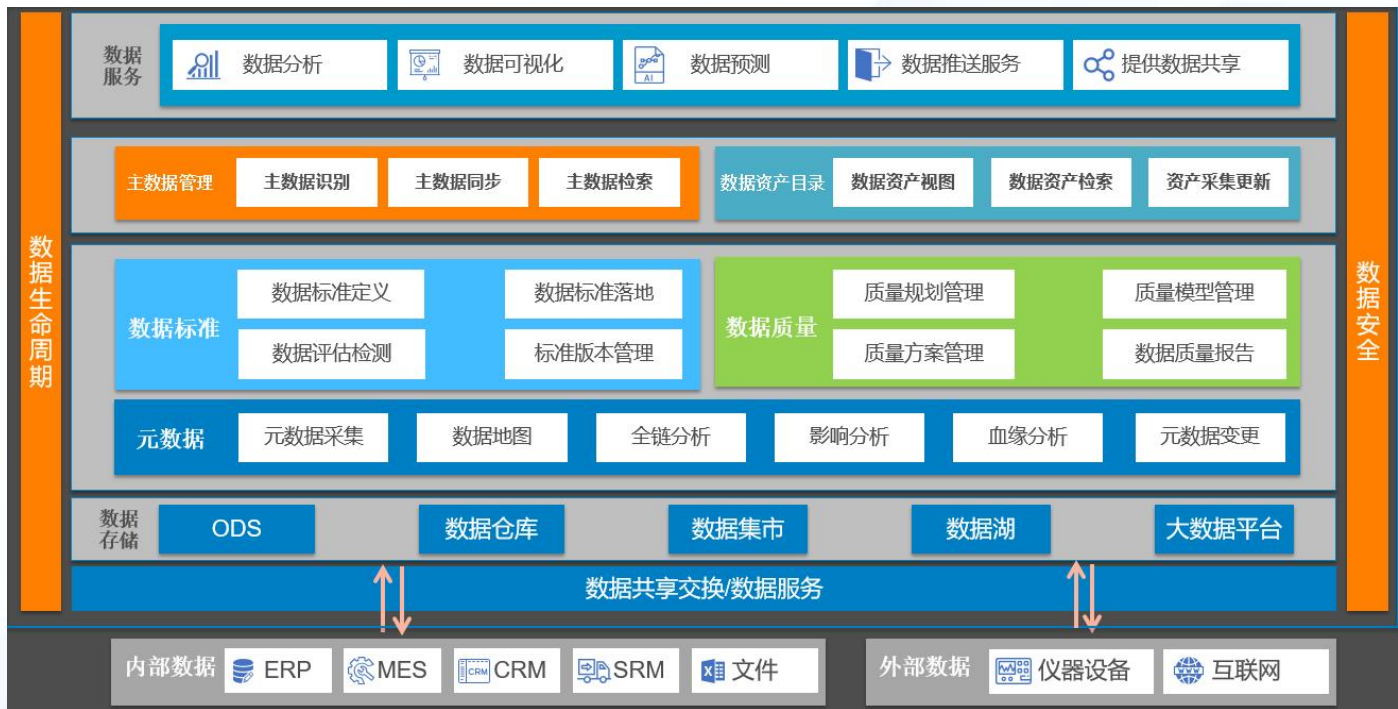 数据生命周期
数据
服务
数据分析
数据可视化
AI
数据预测
数据推送服务
提供数据共享
主数据管理
主数据识别
主数据同步
主数据检索
数据资产目录
数据资产视图
数据资产检索
资产采集更新
数据标准
数据标准定义
数据标准落地
数据评估检测
标准版本管理
数据质量
质量规划管理
质量模型管理
质量方案管理
数据质量报告
元数据
元数据采集
数据地图
全链分析
影响分析
血缘分析
元数据变更
数据
存储
ODS
数据仓库
数据集市
数据湖
大数据平台
数据共享交换/数据服务
数据安全
内部数据
ERP
MES
CRM
CRM
SRM
X
文件
外部数据
仪器设备
互联网